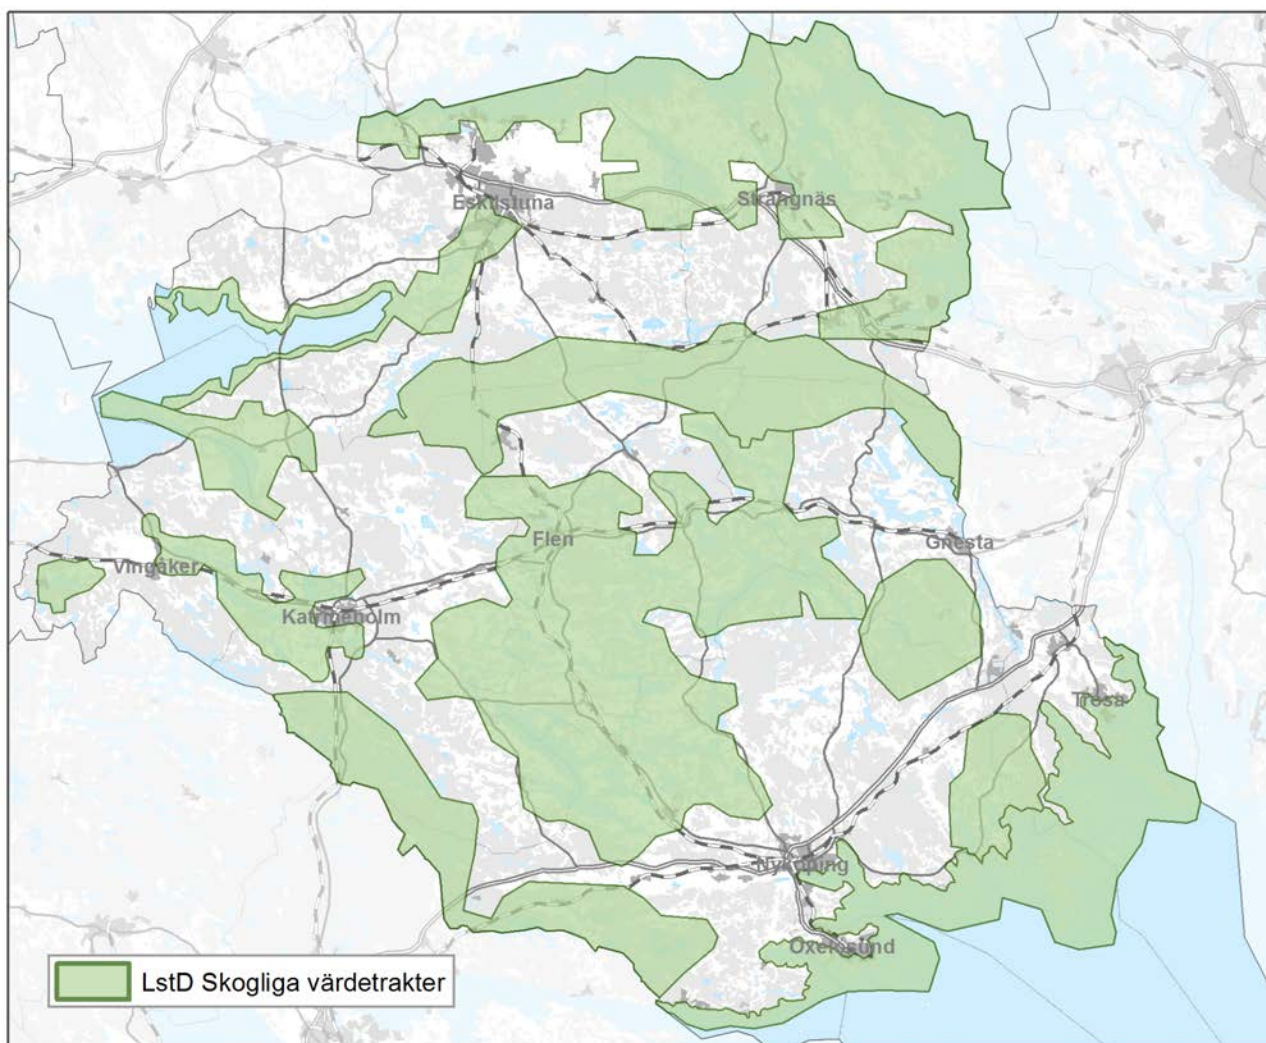 Eskilstuna
Strängnäs
Flen
Gnesta
Vingåker
Katrineholm
Trosa
Nyköping
Oxelösund
LstD Skogliga värdetrakter